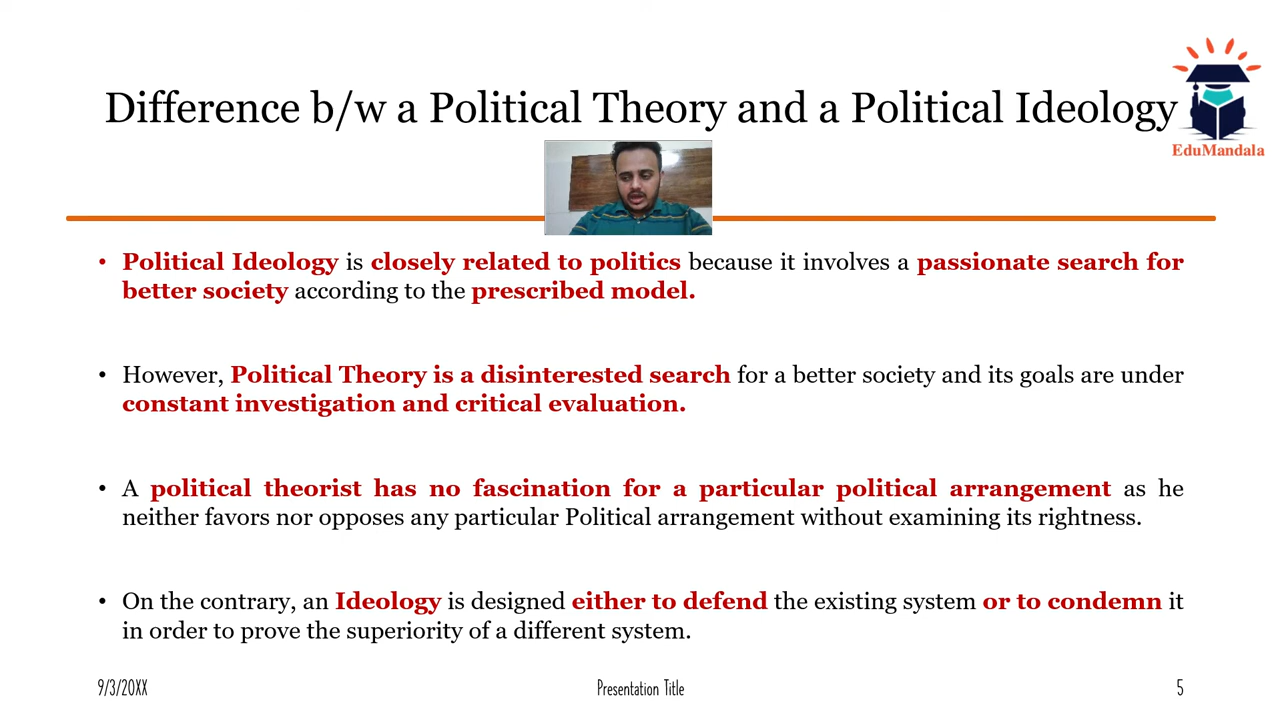 Difference b/w a Political Theory and a Political Ideology
EduMandala
• Political Ideology is closely related to politics because it involves a passionate search for
better society according to the prescribed model.
• However, Political Theory is a disinterested search for a better society and its goals are under
constant investigation and critical evaluation.
• A political theorist has no fascination for a particular political arrangement as he
neither favors nor opposes any particular Political arrangement without examining its rightness.
• On the contrary, an Ideology is designed either to defend the existing system or to condemn it
in order to prove the superiority of a different system.
9/3/20XX Presentation Title 5